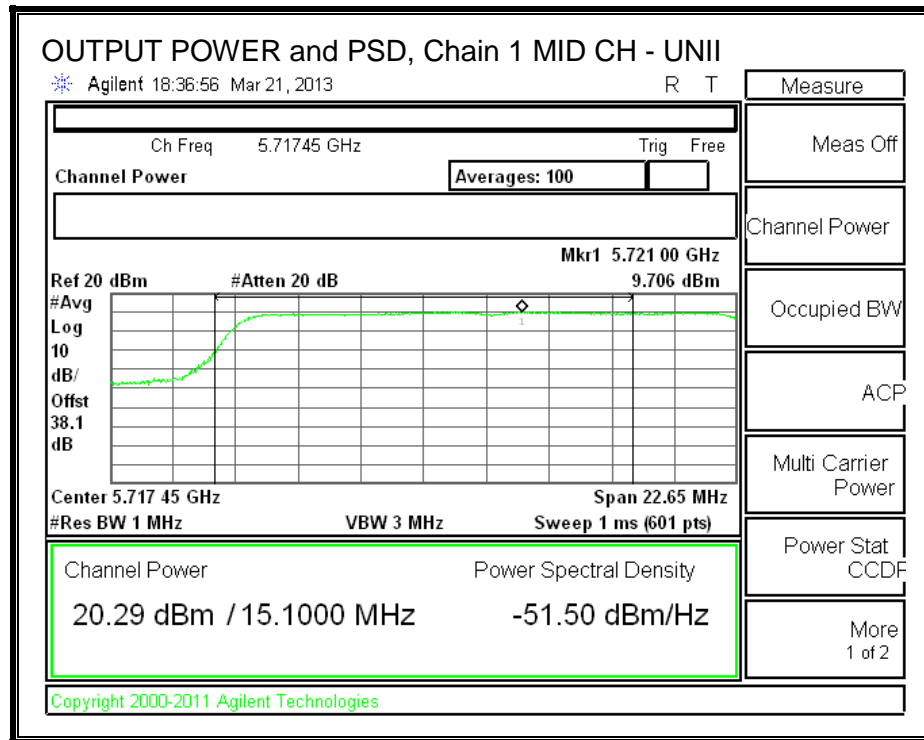 OUTPUT POWER and PSD, Chain 1 MID CH - UNII
Agilent 18:36:56 Mar 21, 2013 R T
Measure
Ch Freq 5.71745 GHz Trig Free
Meas Off
Channel Power Averages: 100
Channel Power
Mkr1 5.721 00 GHz
Ref 20 dBm #Atten 20 dB 9.706 dBm
#Avg
Log
10
dB/
Offst
38.1
dB
1
Occupied BW
ACP
Multi Carrier
Power
Center 5.717 45 GHz Span 22.65 MHz
#Res BW 1 MHz VBW 3 MHz Sweep 1 ms (601 pts)
Power Stat
CCDF
Channel Power Power Spectral Density
20.29 dBm / 15.1000 MHz -51.50 dBm/Hz
More
1 of 2
Copyright 2000-2011 Agilent Technologies